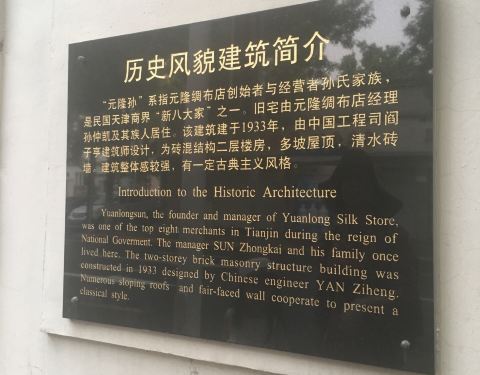 历史风貌建筑简介
“元隆孙”系指元隆绸布店创始者与经营者孙氏家族，
是民国天津南界“新八大家”之一。旧宅由元隆绸布店经理
孙仲凯及其族人居住。该建筑建于1933年，由中国工程司阎
子亨建筑师设计，为砖混结构二层楼房，多坡屋顶，清水砖
墙。建筑整体感较强，有一定古典主义风格。
Introduction to the Historic Architecture
Yuanlongsun, the founder and manager of Yuanlong Silk Store,
was one of the top eight merchants in Tianjin during the reign of
National Goverment. The manager SUN Zhongkai and his family once
lived here. The two-storey brick masonry structure building was
constructed in 1933 designed by Chinese engineer YAN Ziheng.
Numerous sloping roofs and fair-faced wall cooperate to present a
classical style.